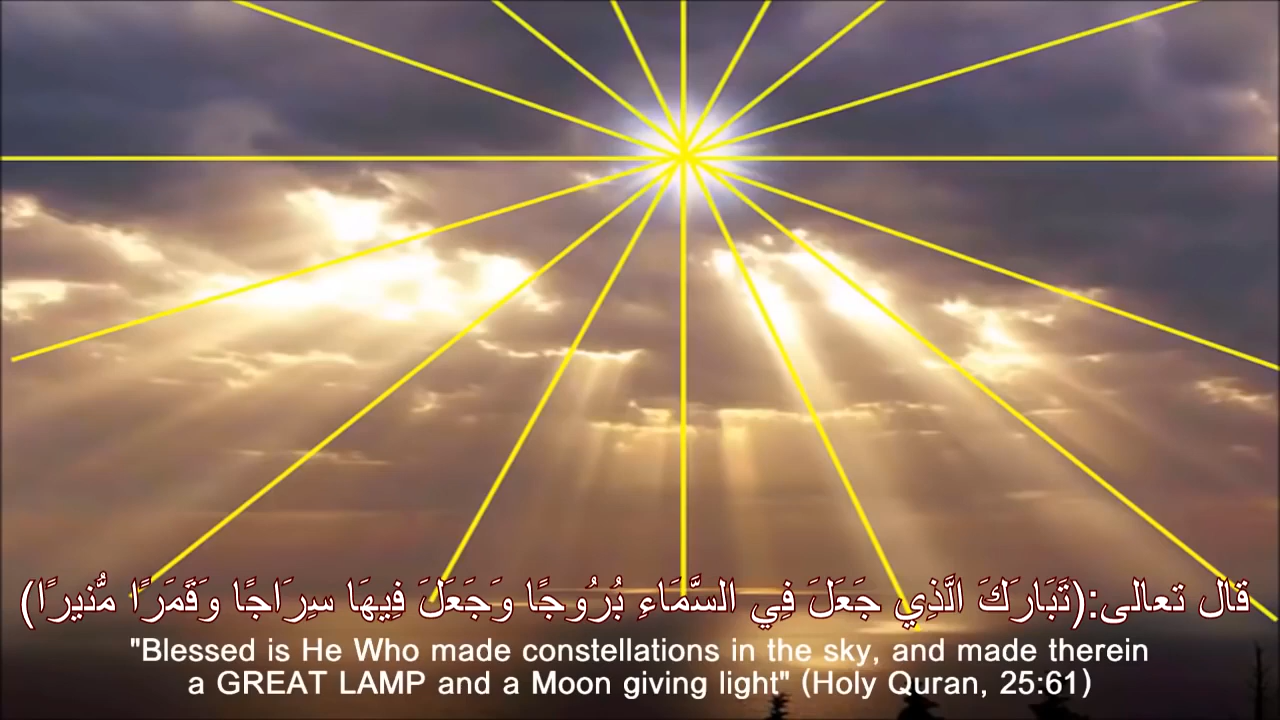 قال تعالى:(تَبَارَكَ الَّذِي جَعَلَ فِي السَّمَاءِ بُرُوجًا وَجَعَلَ فِيهَا سِرَاجًا وَقَمَرًا مُّنيرًا)
"Blessed is He Who made constellations in the sky, and made therein
a GREAT LAMP and a Moon giving light" (Holy Quran, 25:61)